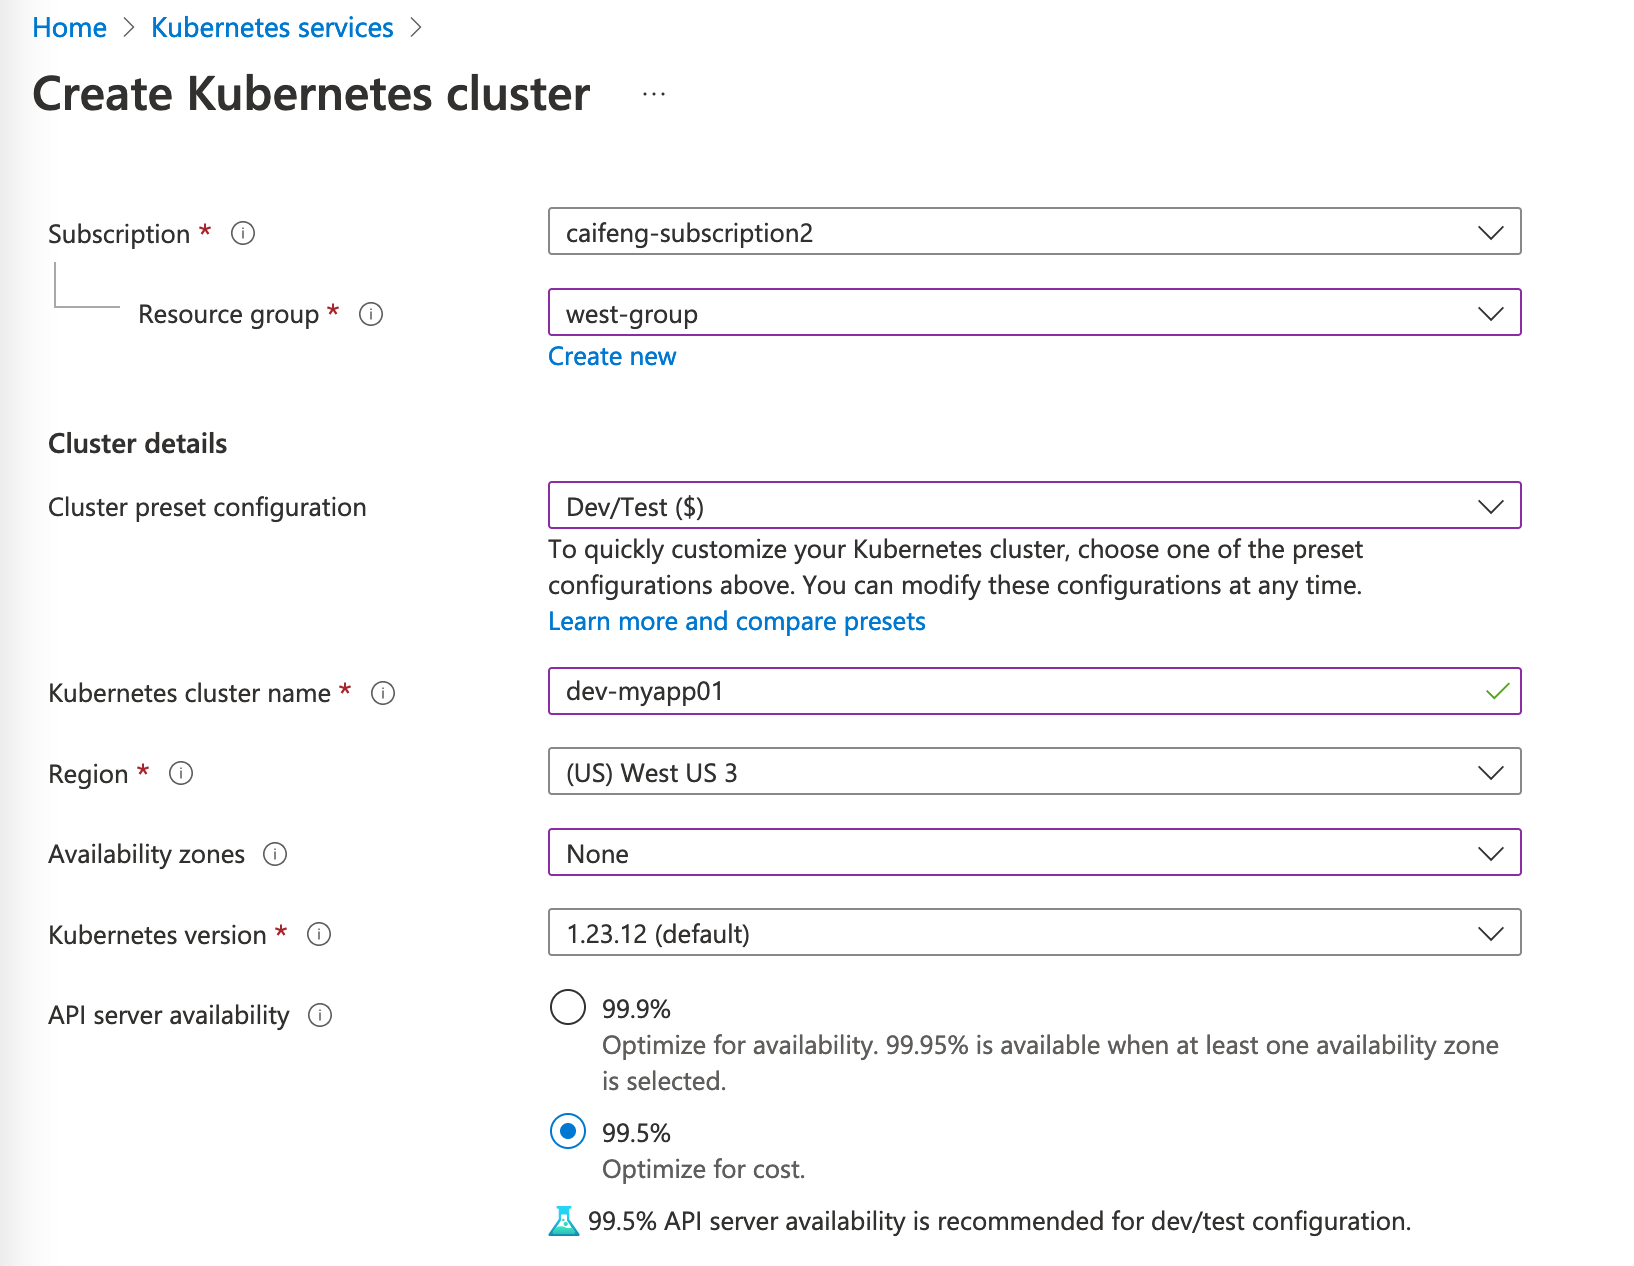 Home > Kubernetes services >
Create Kubernetes cluster ...
Subscription *
caifeng-subscription2
Resource group *
west-group
Create new
Cluster details
Cluster preset configuration
Dev/Test ($)
To quickly customize your Kubernetes cluster, choose one of the preset
configurations above. You can modify these configurations at any time.
Learn more and compare presets
Kubernetes cluster name *
dev-myapp01
Region *
(US) West US 3
Availability zones
None
Kubernetes version *
1.23.12 (default)
API server availability
99.9%
Optimize for availability. 99.95% is available when at least one availability zone
is selected.
99.5%
Optimize for cost.
99.5% API server availability is recommended for dev/test configuration.